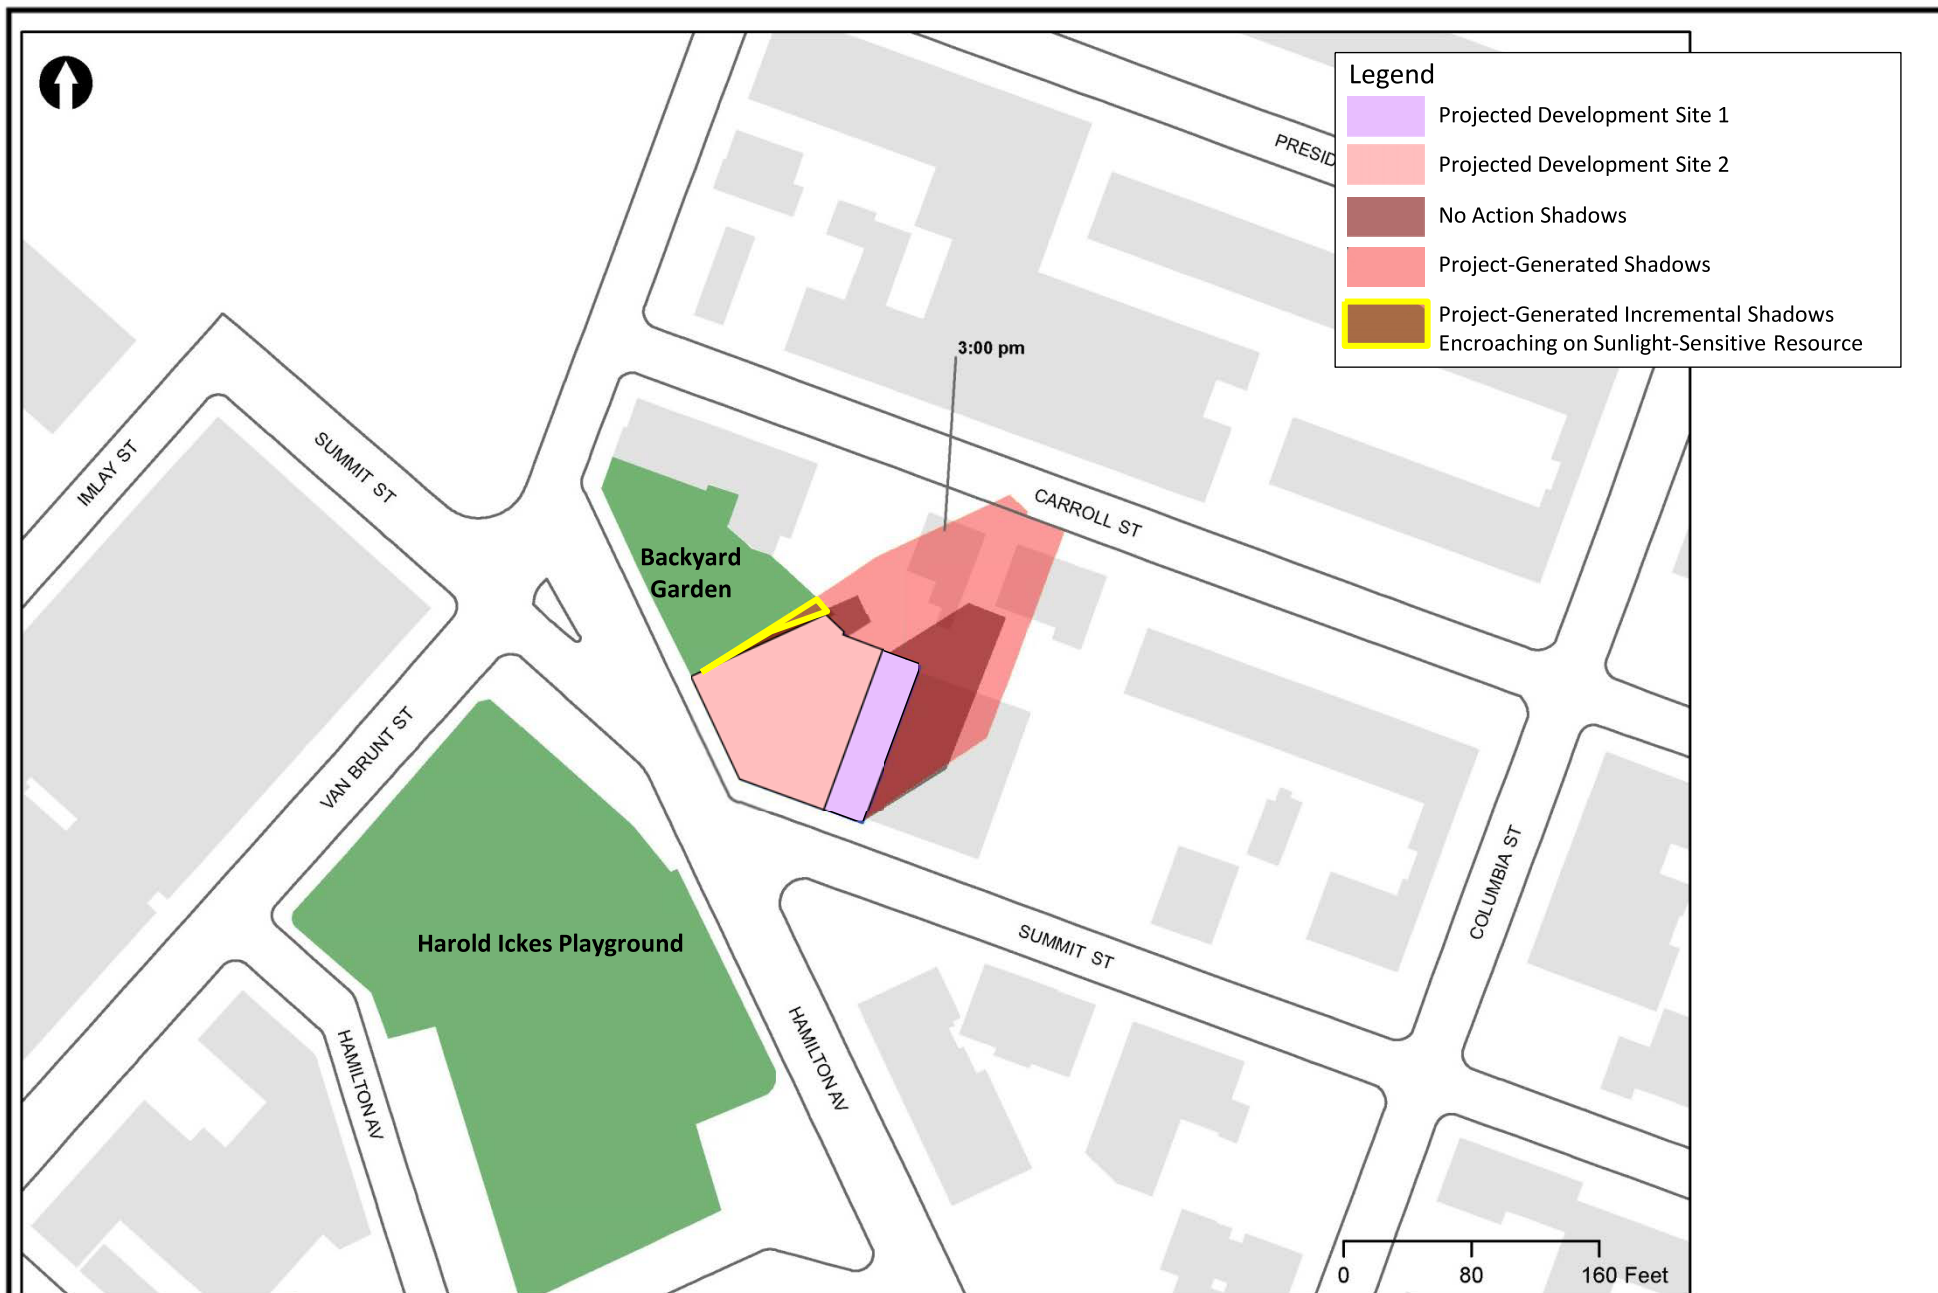 Legend
Projected Development Site 1
Projected Development Site 2
No Action Shadows
Project-Generated Shadows
Project-Generated Incremental Shadows
Encroaching on Sunlight-Sensitive Resource
PRESID
3:00 pm
CARROLL ST
IMLAY ST
SUMMIT ST
Backyard
Garden
VAN BRUNT ST
Harold Ickes Playground
HAMILTON AV
HAMILTON AV
SUMMIT ST
COLUMBIA ST
0 80 160 Feet